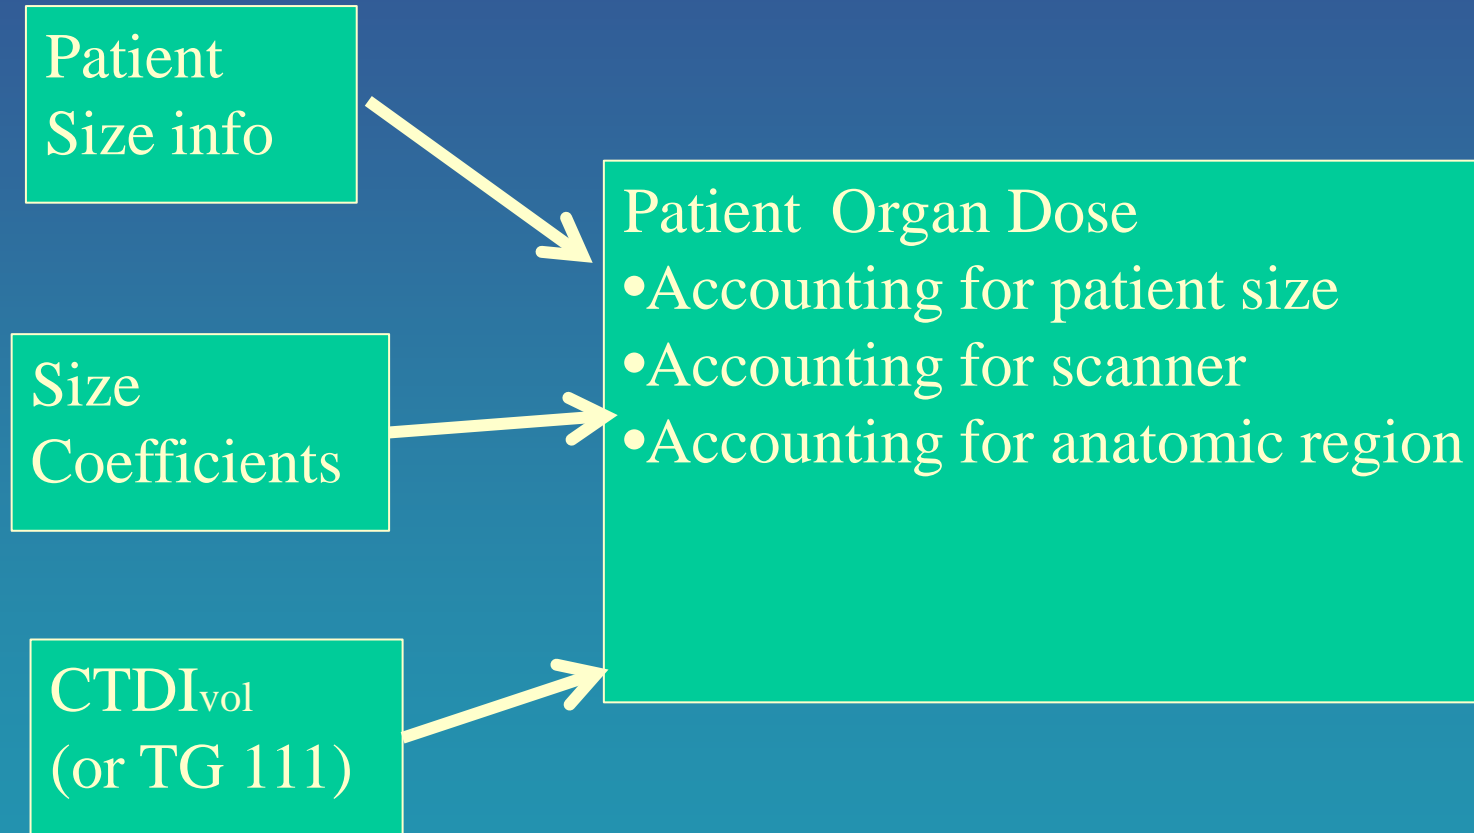 Patient
Size info
Patient  Organ Dose
•Accounting for patient size
•Accounting for scanner
•Accounting for anatomic region
Size
Coefficients
CTDIvol
(or TG 111)